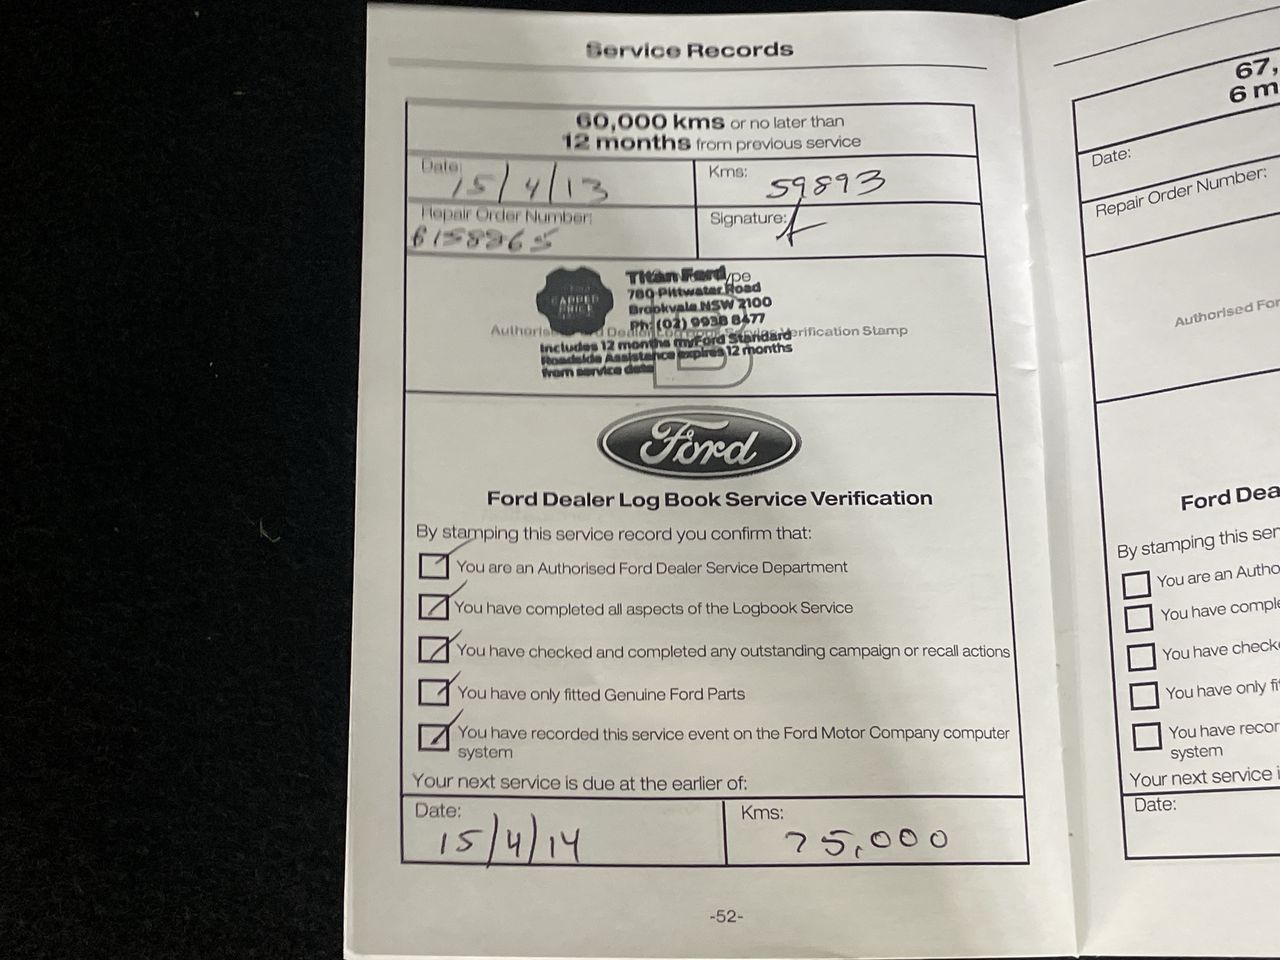 Service Records
60,000 kms or no later than
12 months from previous service
Date: 15/4/13
Kms: 59893
Repair Order Number:
Signature:
Titan Ford
780 Pittwater Road
Brookvale NSW 2100
Ph: (02) 9938 8477
Includes 12 months myFord Standard
Roadside Assistance expires 12 months
from service date
CAPPED
PRICE
Verification Stamp
Ford
Ford Dealer Log Book Service Verification
By stamping this service record you confirm that:
You are an Authorised Ford Dealer Service Department
You have completed all aspects of the Logbook Service
You have checked and completed any outstanding campaign or recall actions
You have only fitted Genuine Ford Parts
You have recorded this service event on the Ford Motor Company computer
system
Your next service is due at the earlier of:
Date: 15/4/14
Kms: 75,000
-52-
67,
6 m
Date:
Repair Order Number:
Authorised For
Ford Dea
By stamping this ser
You are an Autho
You have comple
You have check
You have only fi
You have recor
system
Your next service i
Date: